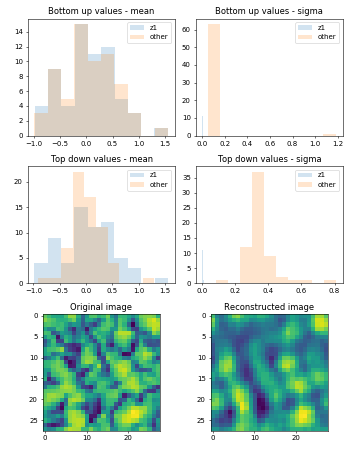 Bottom up values - mean
Bottom up values - sigma
z1
other
z1
other
14
12
10
8
6
4
2
0
60
50
40
30
20
10
0
-1.0 -0.5 0.0 0.5 1.0 1.5
0.0 0.2 0.4 0.6 0.8 1.0 1.2
Top down values - mean
Top down values - sigma
z1
other
z1
other
20
15
10
5
0
35
30
25
20
15
10
5
0
-1.0 -0.5 0.0 0.5 1.0 1.5
0.0 0.2 0.4 0.6 0.8
Original image
Reconstructed image
0
5
10
15
20
25
0
5
10
15
20
25
0 10 20
0 10 20